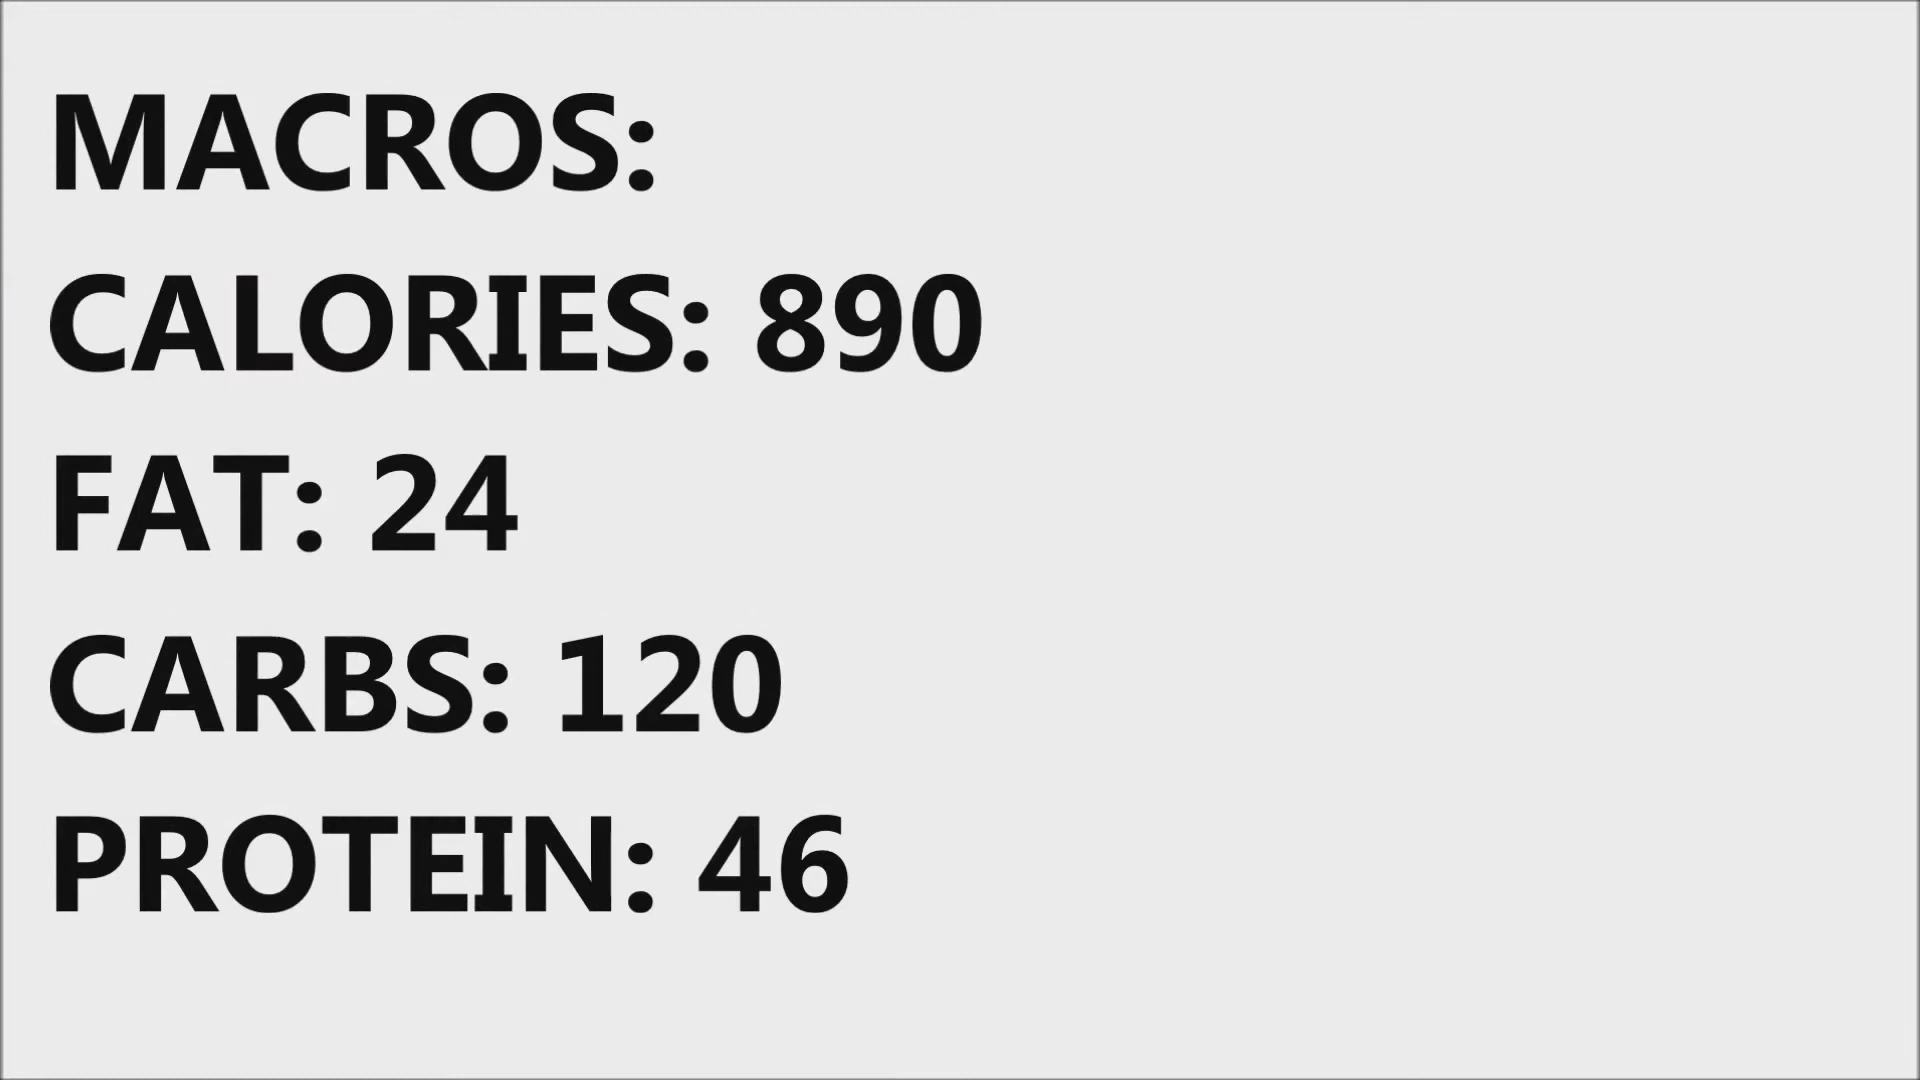 MACROS:
CALORIES: 890
FAT: 24
CARBS: 120
PROTEIN: 46